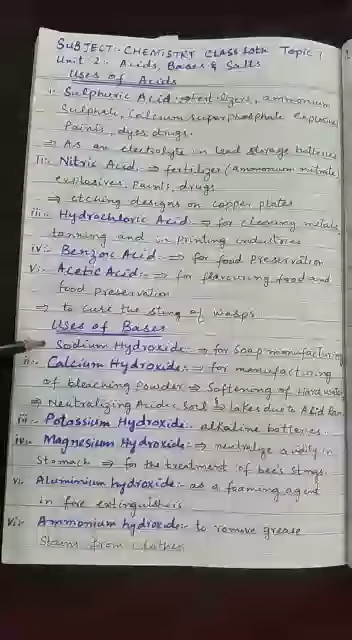 SUBJECT:- CHEMISTRY CLASS 10th Topic 1
Unit 2:- Acids, Bases & Salts
Uses of Acids
i:- Sulphuric Acid:- ⇒ fertilizers, ammonium
Sulphate, Calcium superphosphate explosive
Paints, dyes drugs.
⇒ As an electrolyte in lead storage batteries
ii:- Nitric Acid:- ⇒ fertilizer (ammonium nitrate)
explosives, Paints, drugs
⇒ etching designs on copper plates
iii:- Hydrochloric Acid:- ⇒ for cleaning metals,
tanning and in printing industries
iv:- Benzoic Acid:- ⇒ for food preservation
v:- Acetic Acid:- ⇒ for flavouring food and
food preservation
⇒ to cure the sting of wasps
Uses of Bases
Sodium Hydroxide:- ⇒ for soap manufacturing
ii:- Calcium Hydroxide:- ⇒ for manufacturing
of bleaching powder ⇒ Softening of Hard water
⇒ Neutralizing Acidic Soil & lakes due to Acid Rain
iii:- Potassium Hydroxide:- alkaline batteries.
iv:- Magnesium Hydroxide:- ⇒ neutralize acidity in
Stomach ⇒ for the treatment of bee's stings.
v:- Aluminium hydroxide:- as a foaming agent
in fire extinguishers
vi:- Ammonium hydroxide:- to remove grease
Stains from clothes